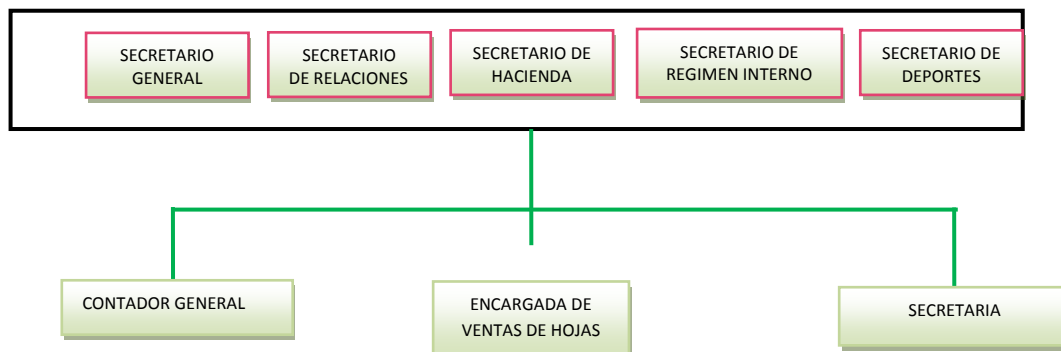 SECRETARIO
GENERAL
SECRETARIO
DE RELACIONES
SECRETARIO DE
HACIENDA
SECRETARIO DE
REGIMEN INTERNO
SECRETARIO DE
DEPORTES
CONTADOR GENERAL
ENCARGADA DE
VENTAS DE HOJAS
SECRETARIA